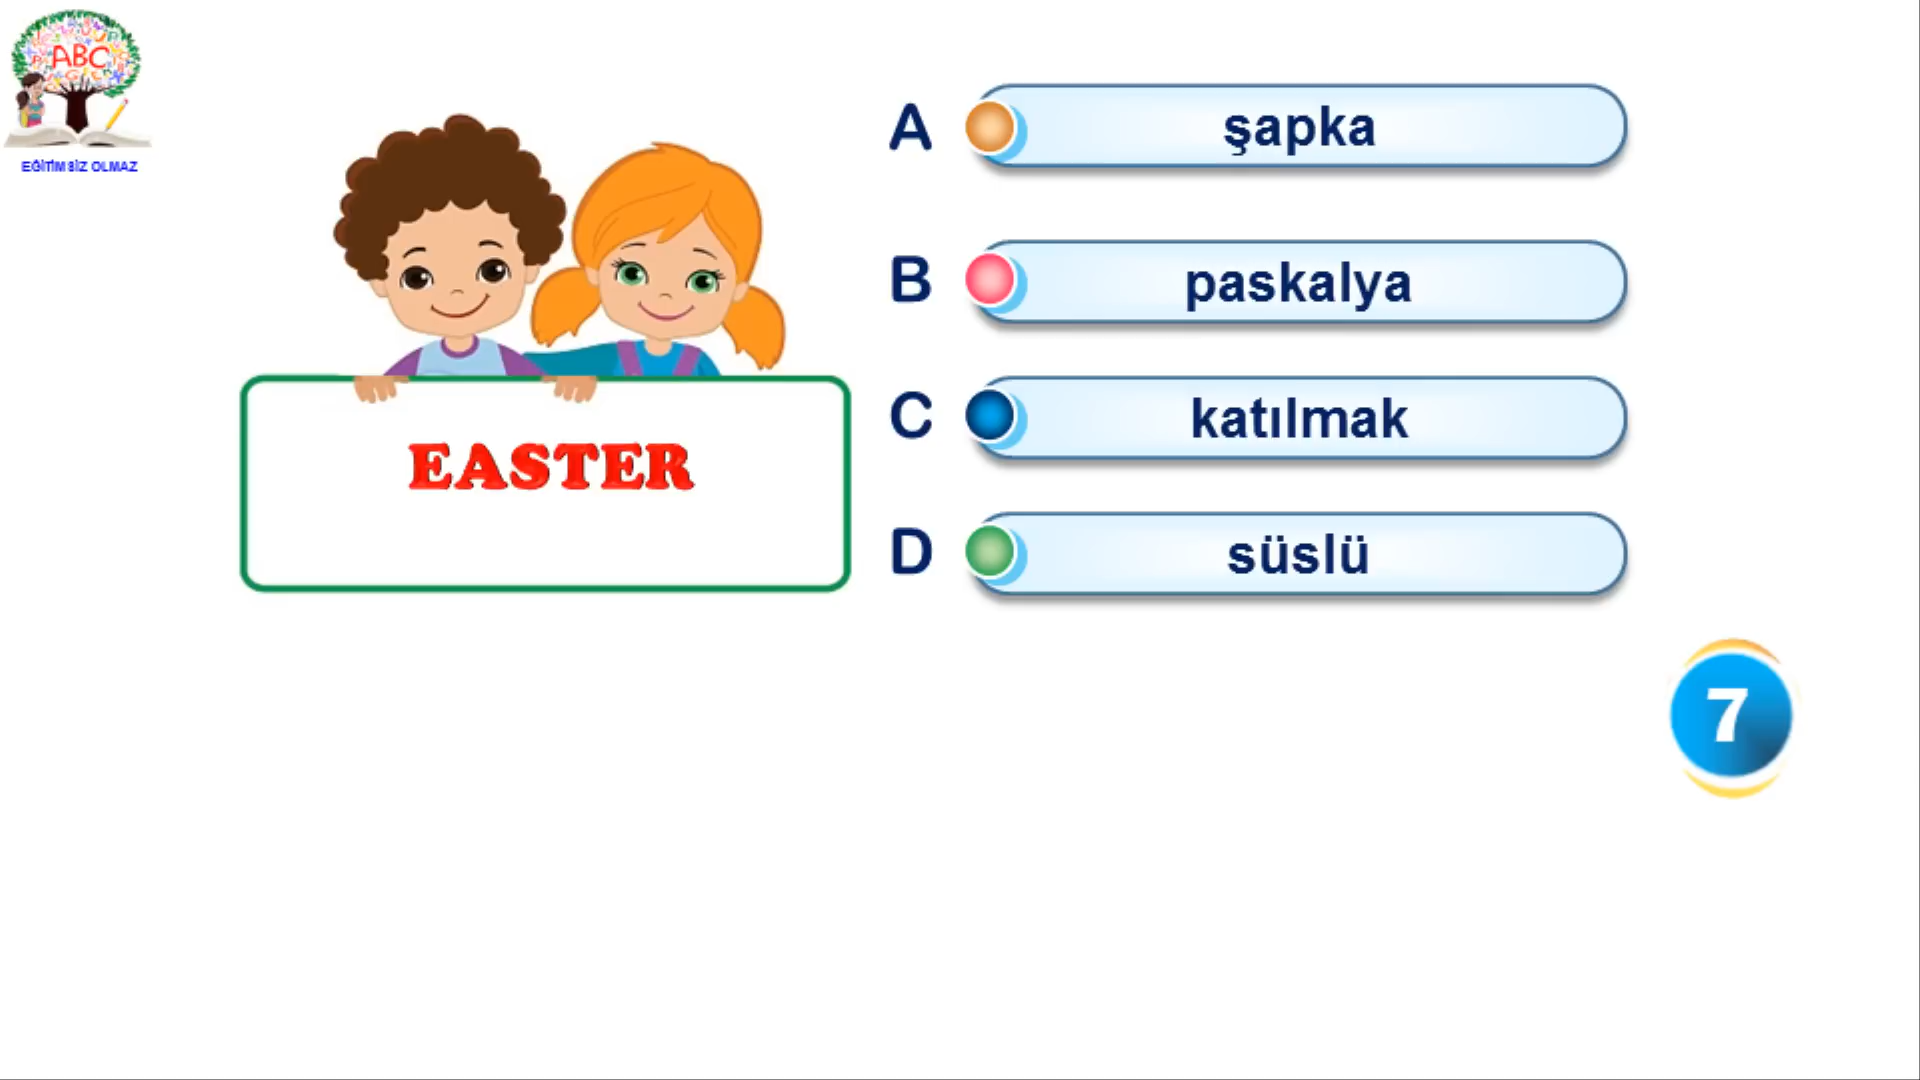 ABC
EĞİTİM SİZ OLMAZ
EASTER
A şapka
B paskalya
C katılmak
D süslü
7